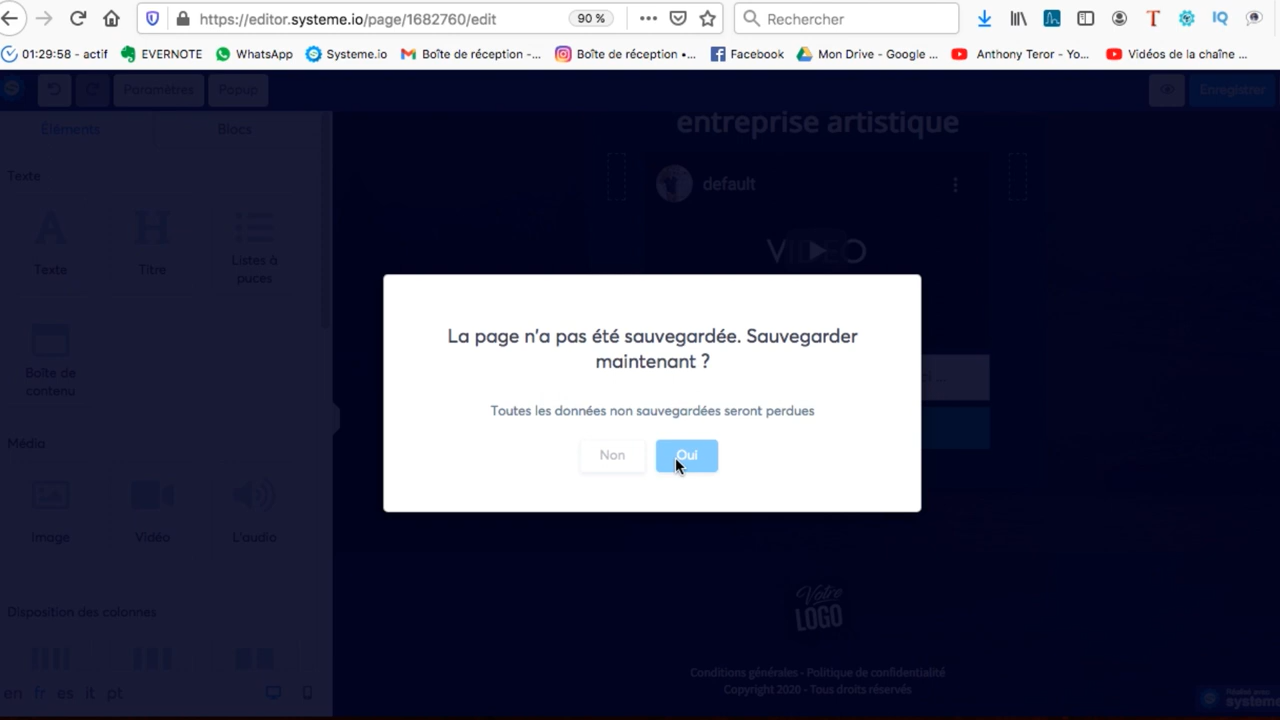 https://editor.systeme.io/page/1682760/edit
90 %
Rechercher
01:29:58 - actif
EVERNOTE
WhatsApp
Systeme.io
Boîte de réception -...
Boîte de réception •...
Facebook
Mon Drive - Google ...
Anthony Teror - Yo...
Vidéos de la chaîne ...
Paramètres
Popup
Enregistrer
Éléments
Blocs
entreprise artistique
Texte
default
Texte
Titre
Listes à
puces
VIDEO
La page n'a pas été sauvegardée. Sauvegarder
maintenant ?
Boîte de
contenu
Toutes les données non sauvegardées seront perdues
Média
Non
Oui
Image
Vidéo
L'audio
Disposition des colonnes
Votre
LOGO
Conditions générales - Politique de confidentialité
Copyright 2020 - Tous droits réservés
en fr es it pt
Réalisé avec
systeme